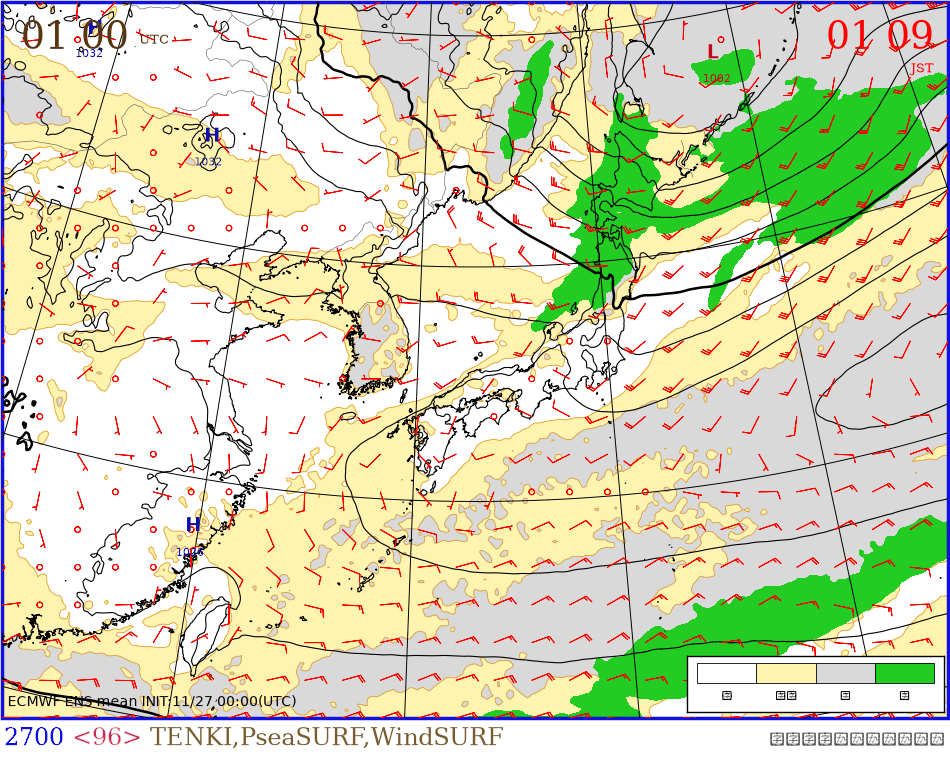 01 00 UTC
01 09
JST
H
1032
L
1002
H
1032
H
ECMWF ENS mean INIT:11/27 00:00(UTC)
2700 <96> TENKI,PseaSURF,WindSURF